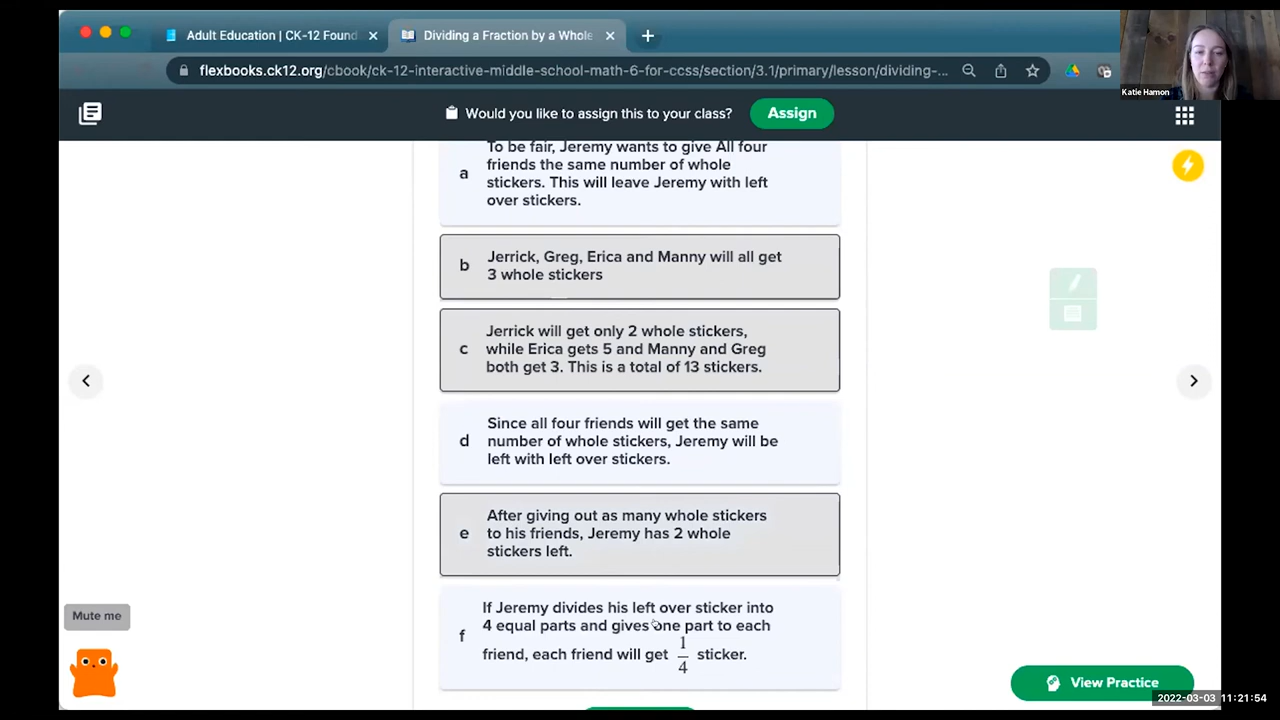 Adult Education | CK-12 Found
Dividing a Fraction by a Whole
flexbooks.ck12.org/cbook/ck-12-interactive-middle-school-math-6-for-ccss/section/3.1/primary/lesson/dividing-...
Katie Hamon
Would you like to assign this to your class?
Assign
a
To be fair, Jeremy wants to give All four
friends the same number of whole
stickers. This will leave Jeremy with left
over stickers.
b
Jerrick, Greg, Erica and Manny will all get
3 whole stickers
c
Jerrick will get only 2 whole stickers,
while Erica gets 5 and Manny and Greg
both get 3. This is a total of 13 stickers.
d
Since all four friends will get the same
number of whole stickers, Jeremy will be
left with left over stickers.
e
After giving out as many whole stickers
to his friends, Jeremy has 2 whole
stickers left.
f
If Jeremy divides his left over sticker into
4 equal parts and gives one part to each
friend, each friend will get 1/4 sticker.
Mute me
View Practice
2022-03-03 11:21:54